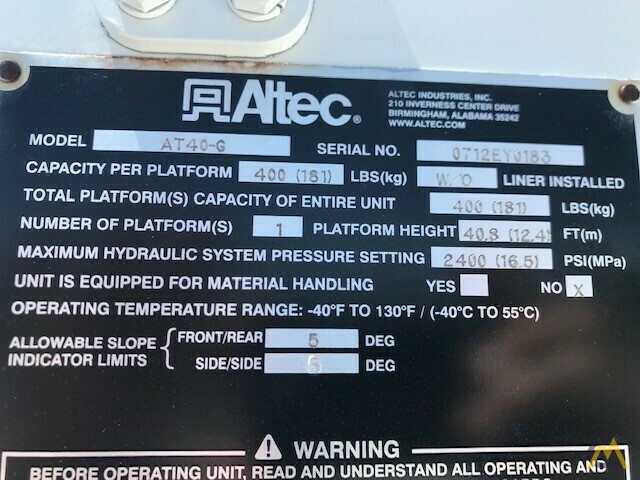 Altec®
ALTEC INDUSTRIES, INC.
210 INVERNESS CENTER DRIVE
BIRMINGHAM, ALABAMA 35242
WWW.ALTEC.COM
MODEL AT40-G SERIAL NO. 0712EY0183
CAPACITY PER PLATFORM 400 (181) LBS(kg) W/O LINER INSTALLED
TOTAL PLATFORM(S) CAPACITY OF ENTIRE UNIT 400 (181) LBS(kg)
NUMBER OF PLATFORM(S) 1 PLATFORM HEIGHT 40.8 (12.4) FT(m)
MAXIMUM HYDRAULIC SYSTEM PRESSURE SETTING 2400 (16.5) PSI(MPa)
UNIT IS EQUIPPED FOR MATERIAL HANDLING YES NO X
OPERATING TEMPERATURE RANGE: -40°F TO 130°F / (-40°C TO 55°C)
ALLOWABLE SLOPE INDICATOR LIMITS
FRONT/REAR 5 DEG
SIDE/SIDE 5 DEG
WARNING
BEFORE OPERATING UNIT, READ AND UNDERSTAND ALL OPERATING AND